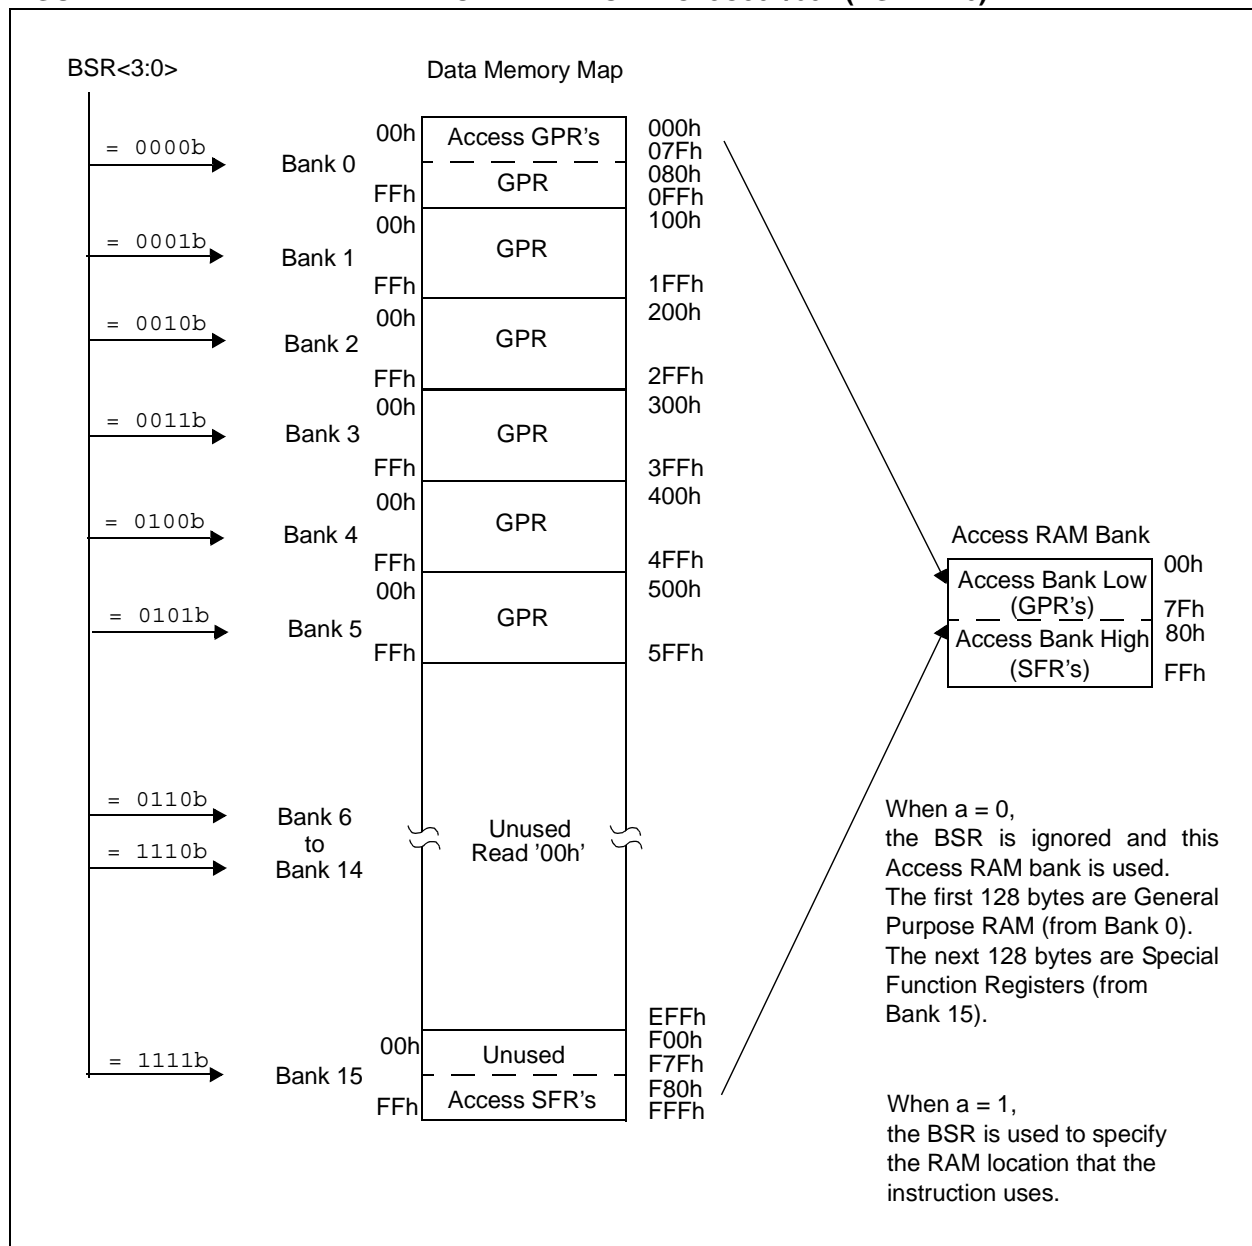 BSR<3:0>
Data Memory Map
= 0000b
Bank 0
00h
Access GPR's
000h
07Fh
GPR
080h
FFh
0FFh
= 0001b
Bank 1
00h
GPR
100h
FFh
1FFh
= 0010b
Bank 2
00h
GPR
200h
FFh
2FFh
= 0011b
Bank 3
00h
GPR
300h
FFh
3FFh
= 0100b
Bank 4
00h
GPR
400h
FFh
4FFh
= 0101b
Bank 5
00h
GPR
500h
FFh
5FFh
= 0110b
= 1110b
Bank 6
to
Bank 14
Unused
Read '00h'
EFFh
= 1111b
Bank 15
00h
Unused
F00h
F7Fh
FFh
Access SFR's
F80h
FFFh
Access RAM Bank
Access Bank Low
(GPR's)
00h
7Fh
Access Bank High
(SFR's)
80h
FFh
When a = 0,
the BSR is ignored and this
Access RAM bank is used.
The first 128 bytes are General
Purpose RAM (from Bank 0).
The next 128 bytes are Special
Function Registers (from
Bank 15).
When a = 1,
the BSR is used to specify
the RAM location that the
instruction uses.